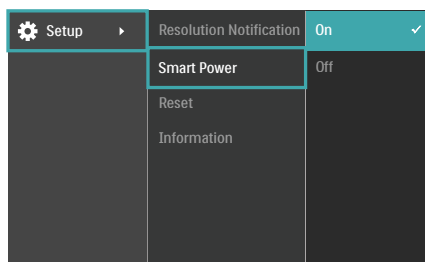 Setup
Resolution Notification
On
Smart Power
Off
Reset
Information